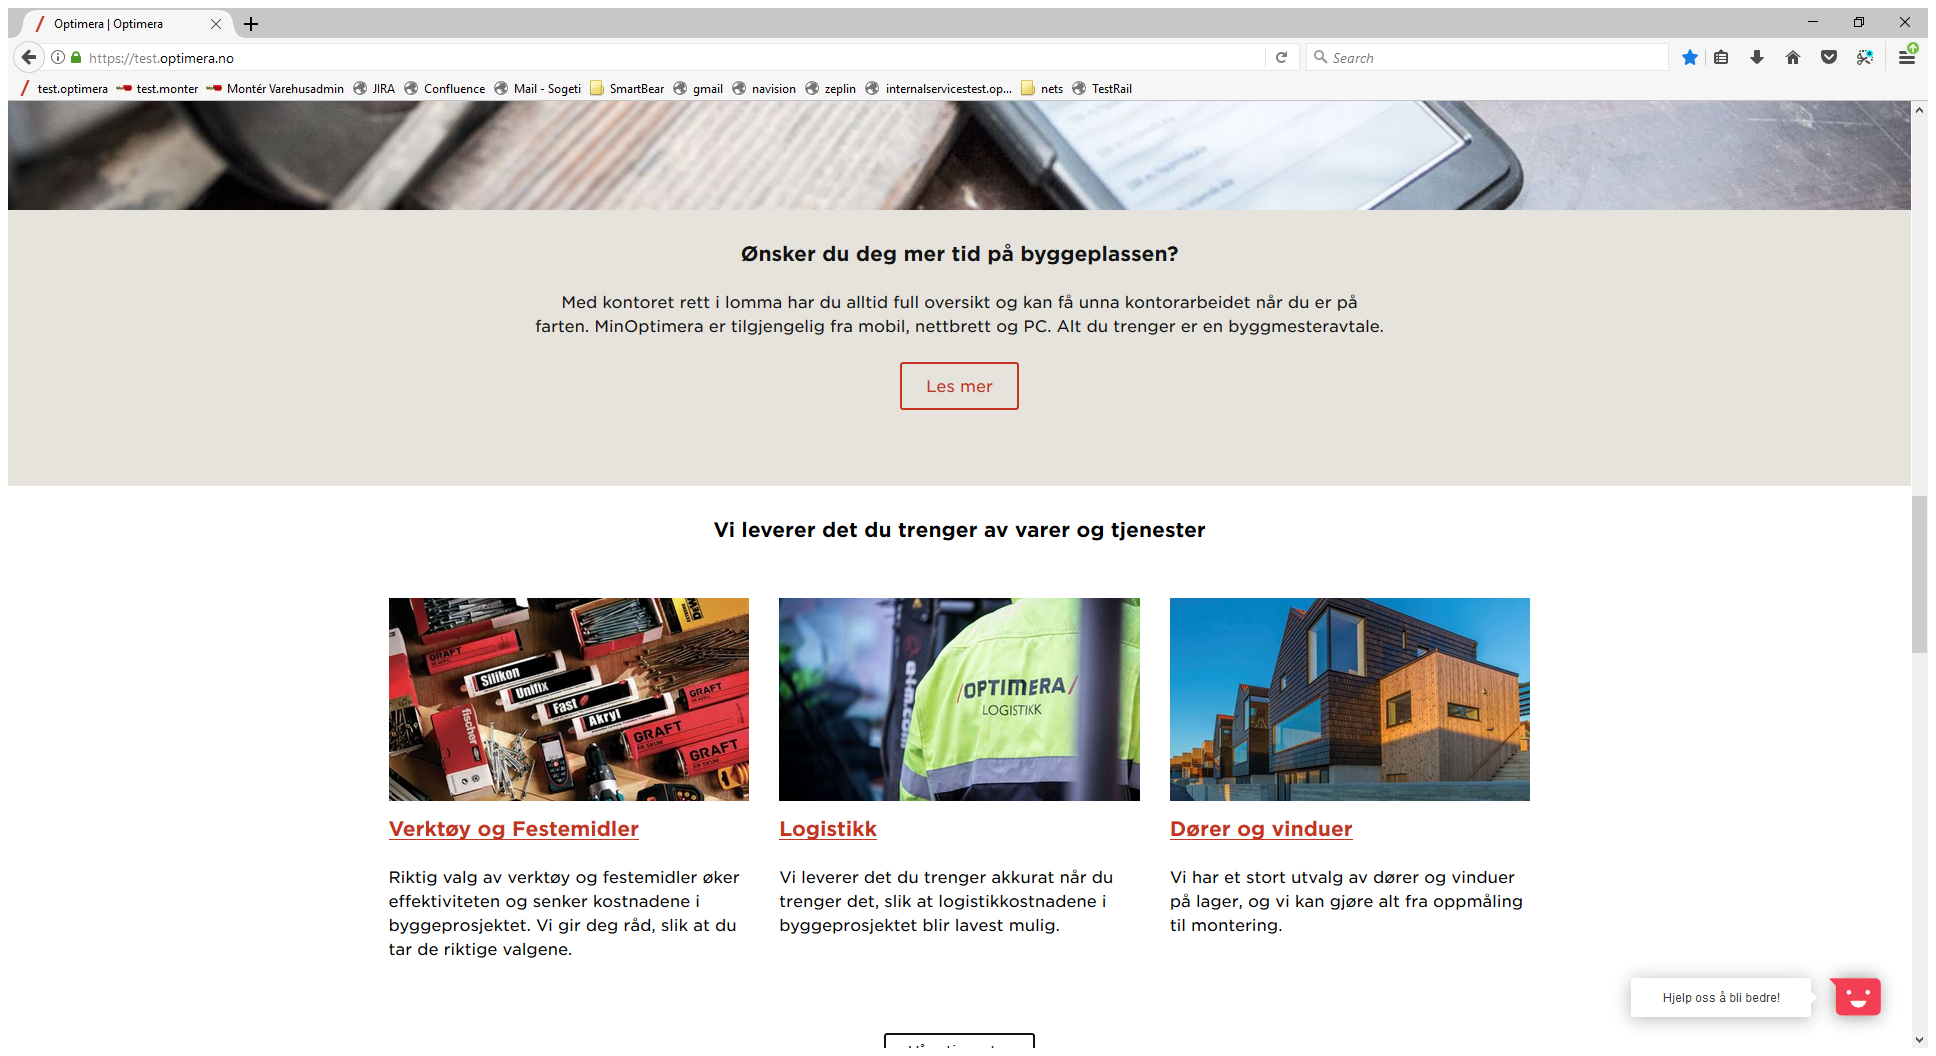 Optimera | Optimera
https://test.optimera.no
Search
test.optimera
test.monter
Montér Varehusadmin
JIRA
Confluence
Mail - Sogeti
SmartBear
gmail
navision
zeplin
internalservicestest.op...
nets
TestRail
Ønsker du deg mer tid på byggeplassen?
Med kontoret rett i lomma har du alltid full oversikt og kan få unna kontorarbeidet når du er på
farten. MinOptimera er tilgjengelig fra mobil, nettbrett og PC. Alt du trenger er en byggmesteravtale.
Les mer
Vi leverer det du trenger av varer og tjenester
GRAFT
Silikon
Unifix
Fast
Akryl
GRAFT
fischer
GRAFT
FR SKUM
GRAFT
FR SKUM
/OPTIMERA/
LOGISTIKK
Verktøy og Festemidler
Riktig valg av verktøy og festemidler øker
effektiviteten og senker kostnadene i
byggeprosjektet. Vi gir deg råd, slik at du
tar de riktige valgene.
Logistikk
Vi leverer det du trenger akkurat når du
trenger det, slik at logistikkostnadene i
byggeprosjektet blir lavest mulig.
Dører og vinduer
Vi har et stort utvalg av dører og vinduer
på lager, og vi kan gjøre alt fra oppmåling
til montering.
Hjelp oss å bli bedre!